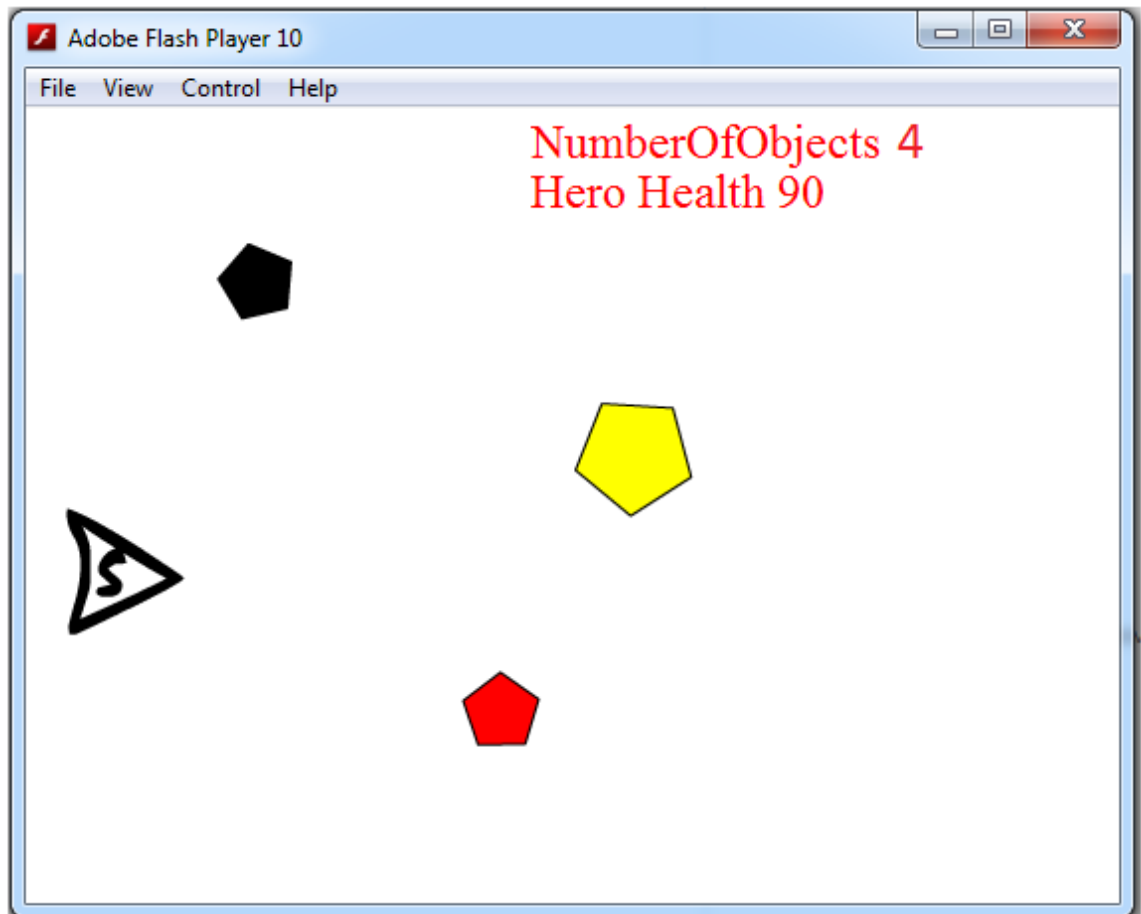 Adobe Flash Player 10
File View Control Help
NumberOfObjects 4
Hero Health 90
S